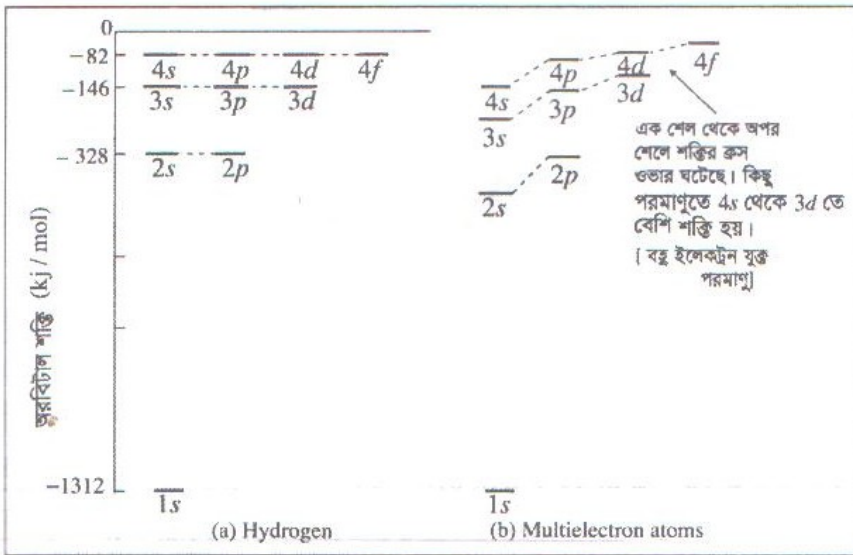 0
−82
4s 4p 4d 4f
−146
3s 3p 3d
−328
2s 2p
−1312
1s
(a) Hydrogen
অরবিটাল শক্তি (kj / mol)
4s 4p 4d 4f
3s 3p 3d
2s 2p
1s
(b) Multielectron atoms
এক শেল থেকে অপর
শেলে শক্তির ক্রস
ওভার ঘটেছে। কিছু
পরমাণুতে 4s থেকে 3d তে
বেশি শক্তি হয়।
[ বহু ইলেকট্রন যুক্ত
পরমাণু]